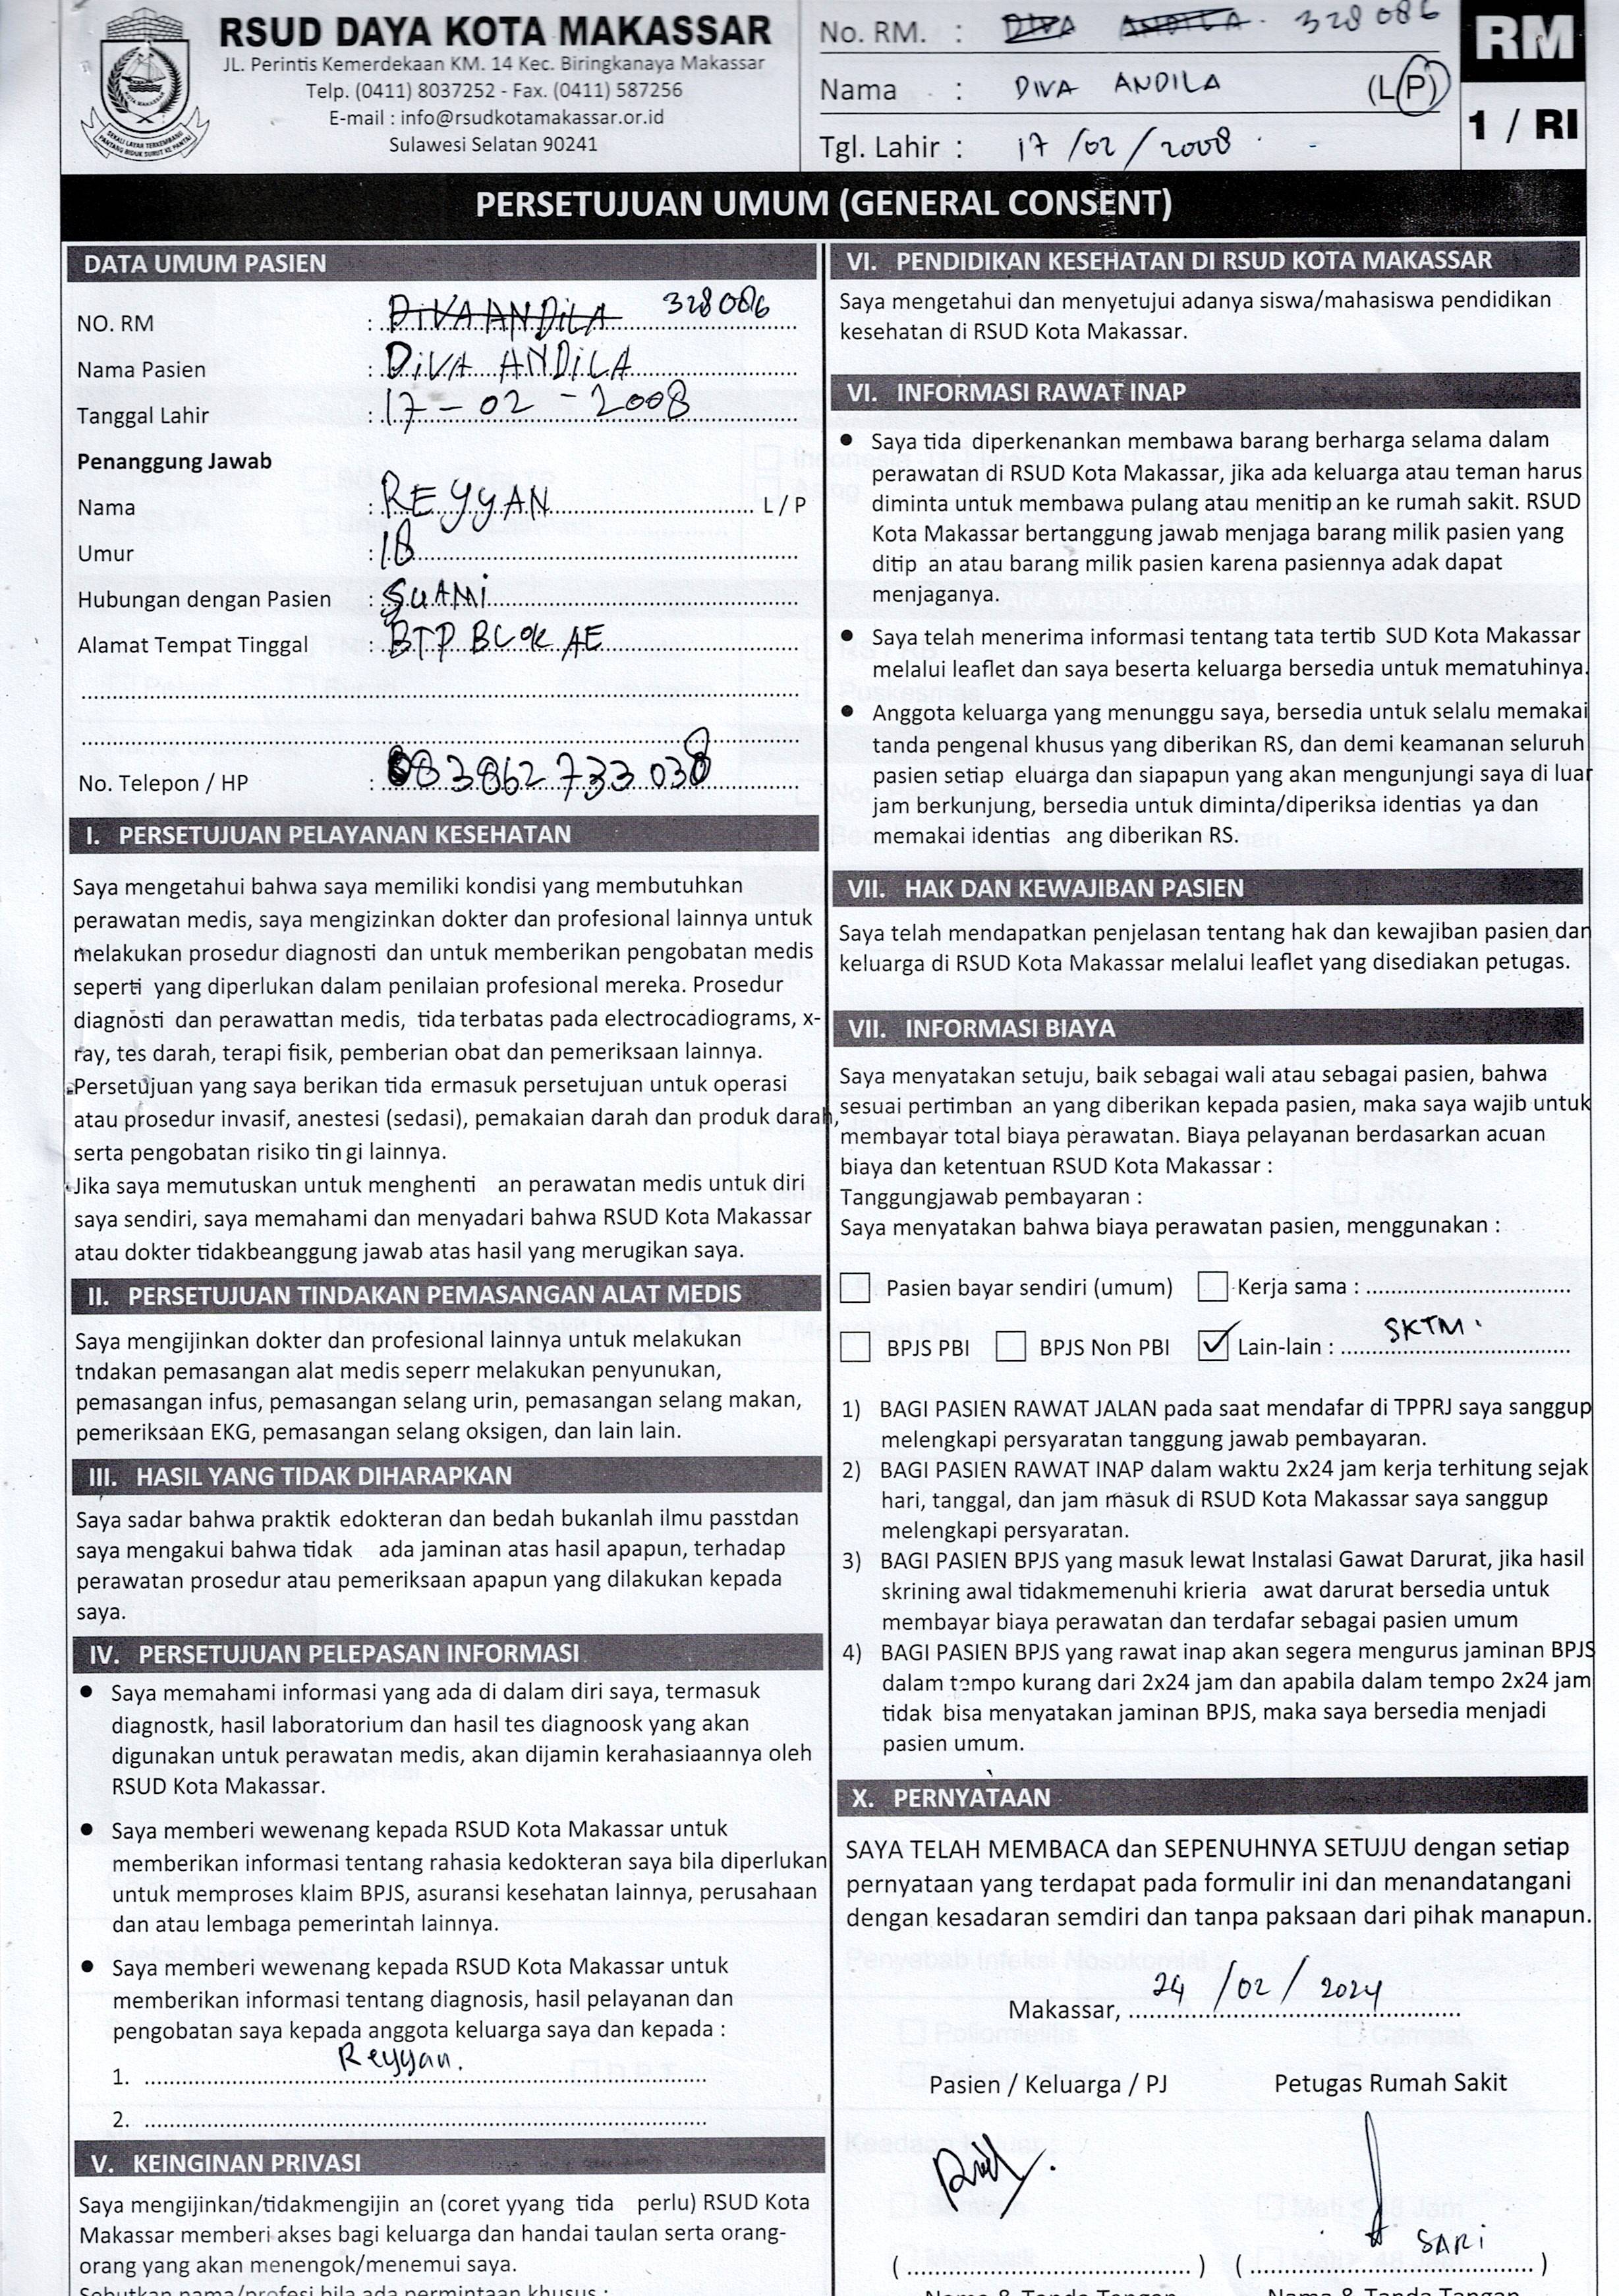 RSUD DAYA KOTA MAKASSAR
JL. Perintis Kemerdekaan KM. 14 Kec. Biringkanaya Makassar
Telp. (0411) 8037252 - Fax. (0411) 587256
E-mail : info@rsudkotamakassar.or.id
Sulawesi Selatan 90241
KOTA MAKASSAR
SEKALI LAYAR TERKEMBANG
PANTANG BIDUK SURUT KE PANTAI
No. RM. : DIVA ANDILA. 328086
Nama : DIVA ANDILA (L/P)
Tgl. Lahir : 17/02/2008
RM
1 / RI
PERSETUJUAN UMUM (GENERAL CONSENT)
DATA UMUM PASIEN
NO. RM : DIVA ANDILA 328086
Nama Pasien : DIVA ANDILA
Tanggal Lahir : 17-02-2008
Penanggung Jawab
Nama : REYYAN L / P
Umur : 18
Hubungan dengan Pasien : SUAMI
Alamat Tempat Tinggal : BTP BLOK AE
No. Telepon / HP : 083862733038
I. PERSETUJUAN PELAYANAN KESEHATAN
Saya mengetahui bahwa saya memiliki kondisi yang membutuhkan
perawatan medis, saya mengizinkan dokter dan profesional lainnya untuk
melakukan prosedur diagnosti dan untuk memberikan pengobatan medis
seperti yang diperlukan dalam penilaian profesional mereka. Prosedur
diagnosti dan perawattan medis, tida terbatas pada electrocadiograms, x-
ray, tes darah, terapi fisik, pemberian obat dan pemeriksaan lainnya.
Persetujuan yang saya berikan tida ermasuk persetujuan untuk operasi
atau prosedur invasif, anestesi (sedasi), pemakaian darah dan produk darah,
serta pengobatan risiko tin gi lainnya.
Jika saya memutuskan untuk menghenti an perawatan medis untuk diri
saya sendiri, saya memahami dan menyadari bahwa RSUD Kota Makassar
atau dokter tidakbeanggung jawab atas hasil yang merugikan saya.
II. PERSETUJUAN TINDAKAN PEMASANGAN ALAT MEDIS
Saya mengijinkan dokter dan profesional lainnya untuk melakukan
tndakan pemasangan alat medis seperr melakukan penyunukan,
pemasangan infus, pemasangan selang urin, pemasangan selang makan,
pemeriksaan EKG, pemasangan selang oksigen, dan lain lain.
III. HASIL YANG TIDAK DIHARAPKAN
Saya sadar bahwa praktik edokteran dan bedah bukanlah ilmu passtdan
saya mengakui bahwa tidak ada jaminan atas hasil apapun, terhadap
perawatan prosedur atau pemeriksaan apapun yang dilakukan kepada
saya.
IV. PERSETUJUAN PELEPASAN INFORMASI
● Saya memahami informasi yang ada di dalam diri saya, termasuk
diagnostk, hasil laboratorium dan hasil tes diagnoosk yang akan
digunakan untuk perawatan medis, akan dijamin kerahasiaannya oleh
RSUD Kota Makassar.
● Saya memberi wewenang kepada RSUD Kota Makassar untuk
memberikan informasi tentang rahasia kedokteran saya bila diperlukan
untuk memproses klaim BPJS, asuransi kesehatan lainnya, perusahaan
dan atau lembaga pemerintah lainnya.
● Saya memberi wewenang kepada RSUD Kota Makassar untuk
memberikan informasi tentang diagnosis, hasil pelayanan dan
pengobatan saya kepada anggota keluarga saya dan kepada :
1. Reyyan.
2.
V. KEINGINAN PRIVASI
Saya mengijinkan/tidakmengijin an (coret yyang tida perlu) RSUD Kota
Makassar memberi akses bagi keluarga dan handai taulan serta orang-
orang yang akan menengok/menemui saya.
Sebutkan nama/profesi bila ada permintaan khusus :
VI. PENDIDIKAN KESEHATAN DI RSUD KOTA MAKASSAR
Saya mengetahui dan menyetujui adanya siswa/mahasiswa pendidikan
kesehatan di RSUD Kota Makassar.
VI. INFORMASI RAWAT INAP
● Saya tida diperkenankan membawa barang berharga selama dalam
perawatan di RSUD Kota Makassar, jika ada keluarga atau teman harus
diminta untuk membawa pulang atau menitip an ke rumah sakit. RSUD
Kota Makassar bertanggung jawab menjaga barang milik pasien yang
ditip an atau barang milik pasien karena pasiennya adak dapat
menjaganya.
● Saya telah menerima informasi tentang tata tertib SUD Kota Makassar
melalui leaflet dan saya beserta keluarga bersedia untuk mematuhinya.
● Anggota keluarga yang menunggu saya, bersedia untuk selalu memakai
tanda pengenal khusus yang diberikan RS, dan demi keamanan seluruh
pasien setiap eluarga dan siapapun yang akan mengunjungi saya di luar
jam berkunjung, bersedia untuk diminta/diperiksa identias ya dan
memakai identias ang diberikan RS.
VII. HAK DAN KEWAJIBAN PASIEN
Saya telah mendapatkan penjelasan tentang hak dan kewajiban pasien dan
keluarga di RSUD Kota Makassar melalui leaflet yang disediakan petugas.
VII. INFORMASI BIAYA
Saya menyatakan setuju, baik sebagai wali atau sebagai pasien, bahwa
sesuai pertimban an yang diberikan kepada pasien, maka saya wajib untuk
membayar total biaya perawatan. Biaya pelayanan berdasarkan acuan
biaya dan ketentuan RSUD Kota Makassar :
Tanggungjawab pembayaran :
Saya menyatakan bahwa biaya perawatan pasien, menggunakan :
☐ Pasien bayar sendiri (umum) ☐ Kerja sama :
☐ BPJS PBI ☐ BPJS Non PBI ☑ Lain-lain : SKTM.
1) BAGI PASIEN RAWAT JALAN pada saat mendafar di TPPRJ saya sanggup
melengkapi persyaratan tanggung jawab pembayaran.
2) BAGI PASIEN RAWAT INAP dalam waktu 2x24 jam kerja terhitung sejak
hari, tanggal, dan jam masuk di RSUD Kota Makassar saya sanggup
melengkapi persyaratan.
3) BAGI PASIEN BPJS yang masuk lewat Instalasi Gawat Darurat, jika hasil
skrining awal tidakmemenuhi krieria awat darurat bersedia untuk
membayar biaya perawatan dan terdafar sebagai pasien umum
4) BAGI PASIEN BPJS yang rawat inap akan segera mengurus jaminan BPJS
dalam tempo kurang dari 2x24 jam dan apabila dalam tempo 2x24 jam
tidak bisa menyatakan jaminan BPJS, maka saya bersedia menjadi
pasien umum.
X. PERNYATAAN
SAYA TELAH MEMBACA dan SEPENUHNYA SETUJU dengan setiap
pernyataan yang terdapat pada formulir ini dan menandatangani
dengan kesadaran semdiri dan tanpa paksaan dari pihak manapun.
Makassar, 24/02/2024
Pasien / Keluarga / PJ Petugas Rumah Sakit
SARI
(..........) (..........)
Nama & Tanda Tangan Nama & Tanda Tangan